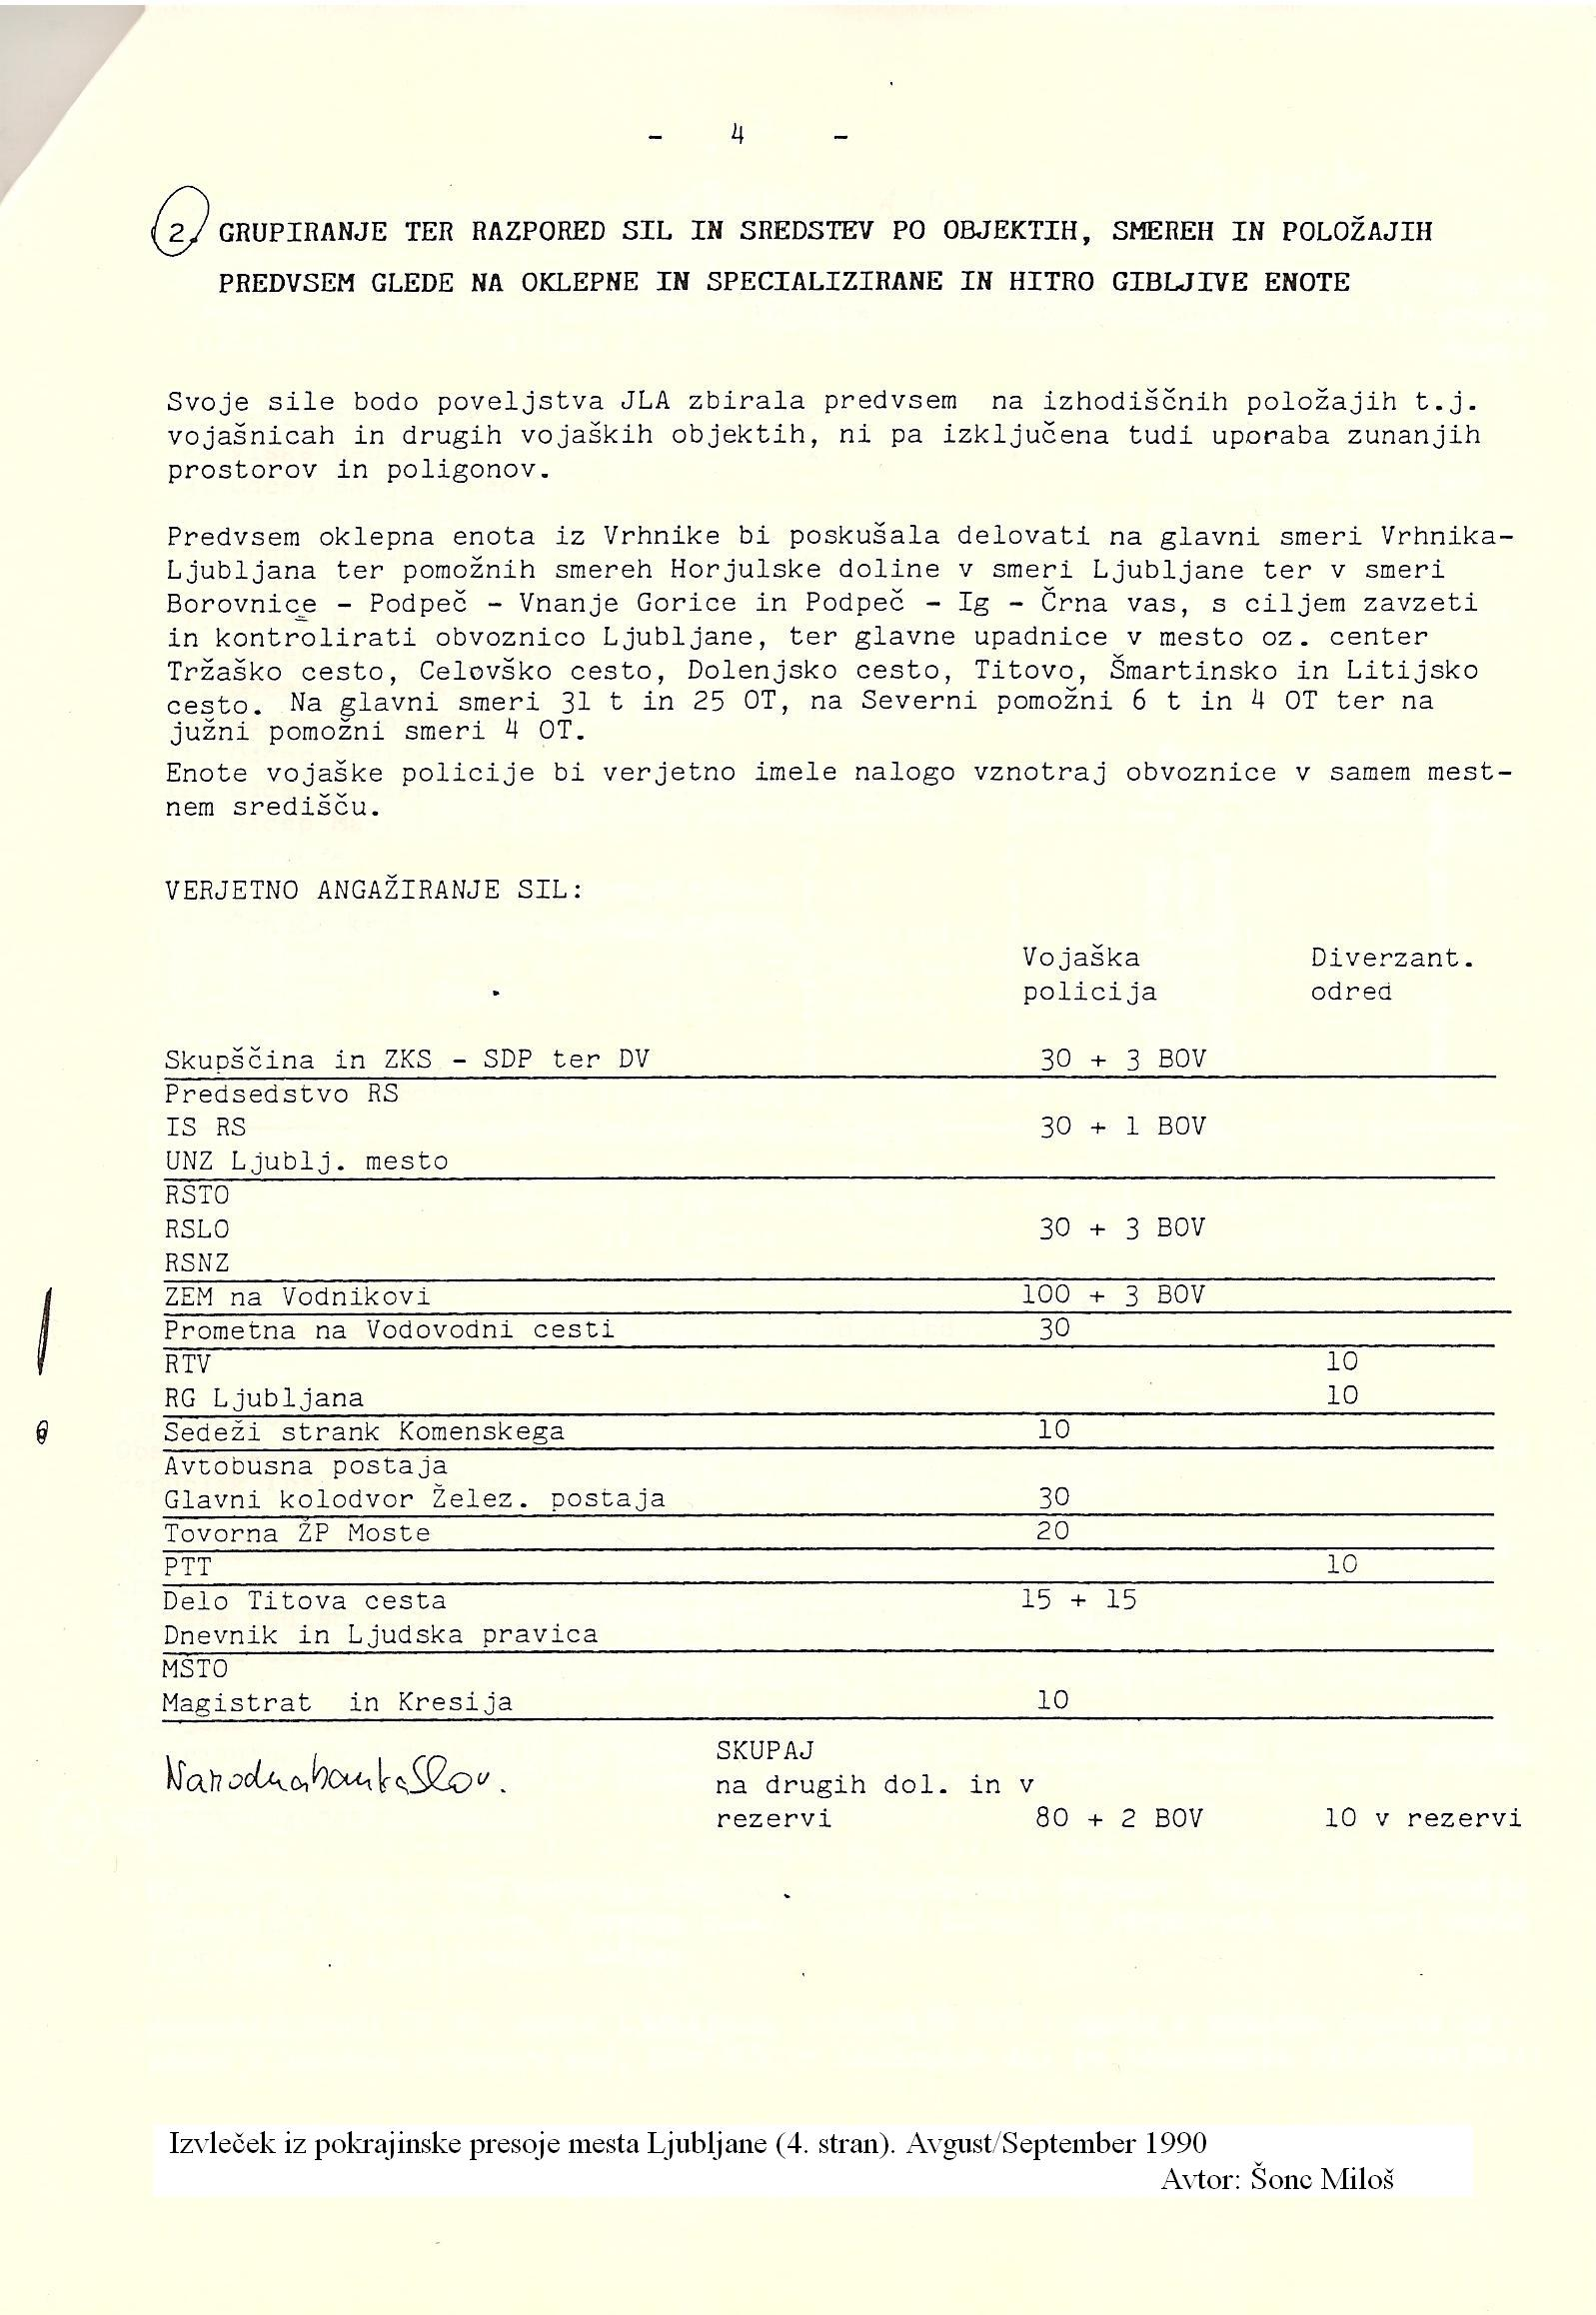 - 4 -
2. GRUPIRANJE TER RAZPORED SIL IN SREDSTEV PO OBJEKTIH, SMEREH IN POLOŽAJIH
PREDVSEM GLEDE NA OKLEPNE IN SPECIALIZIRANE IN HITRO GIBLJIVE ENOTE
Svoje sile bodo poveljstva JLA zbirala predvsem na izhodiščnih položajih t.j.
vojašnicah in drugih vojaških objektih, ni pa izključena tudi uporaba zunanjih
prostorov in poligonov.
Predvsem oklepna enota iz Vrhnike bi poskušala delovati na glavni smeri Vrhnika-
Ljubljana ter pomožnih smereh Horjulske doline v smeri Ljubljane ter v smeri
Borovnice - Podpeč - Vnanje Gorice in Podpeč - Ig - Črna vas, s ciljem zavzeti
in kontrolirati obvoznico Ljubljane, ter glavne upadnice v mesto oz. center
Tržaško cesto, Celovško cesto, Dolenjsko cesto, Titovo, Šmartinsko in Litijsko
cesto. Na glavni smeri 31 t in 25 OT, na Severni pomožni 6 t in 4 OT ter na
južni pomožni smeri 4 OT.
Enote vojaške policije bi verjetno imele nalogo vznotraj obvoznice v samem mest-
nem središču.
VERJETNO ANGAŽIRANJE SIL:
Vojaška Diverzant.
policija odred
Skupščina in ZKS - SDP ter DV 30 + 3 BOV
Predsedstvo RS
IS RS 30 + 1 BOV
UNZ Ljublj. mesto
RSTO
RSLO 30 + 3 BOV
RSNZ
ZEM na Vodnikovi 100 + 3 BOV
Prometna na Vodovodni cesti 30
RTV 10
RG Ljubljana 10
Sedeži strank Komenskega 10
Avtobusna postaja
Glavni kolodvor Želez. postaja 30
Tovorna ŽP Moste 20
PTT 10
Delo Titova cesta 15 + 15
Dnevnik in Ljudska pravica
MSTO
Magistrat in Kresija 10
Narodna banka Slov.
SKUPAJ
na drugih dol. in v
rezervi 80 + 2 BOV 10 v rezervi
Izvleček iz pokrajinske presoje mesta Ljubljane (4. stran). Avgust/September 1990
Avtor: Šonc Miloš